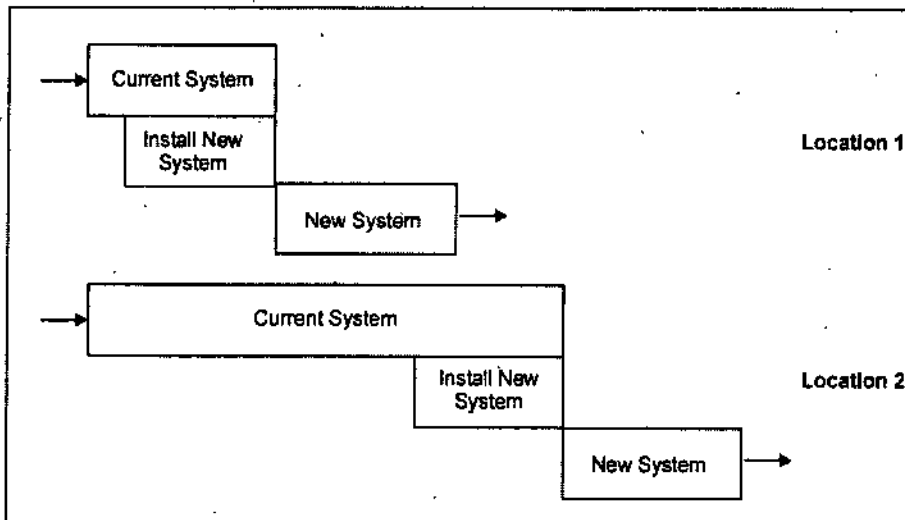 Current System
Install New
System
Location 1
New System
Current System
Install New
System
Location 2
New System